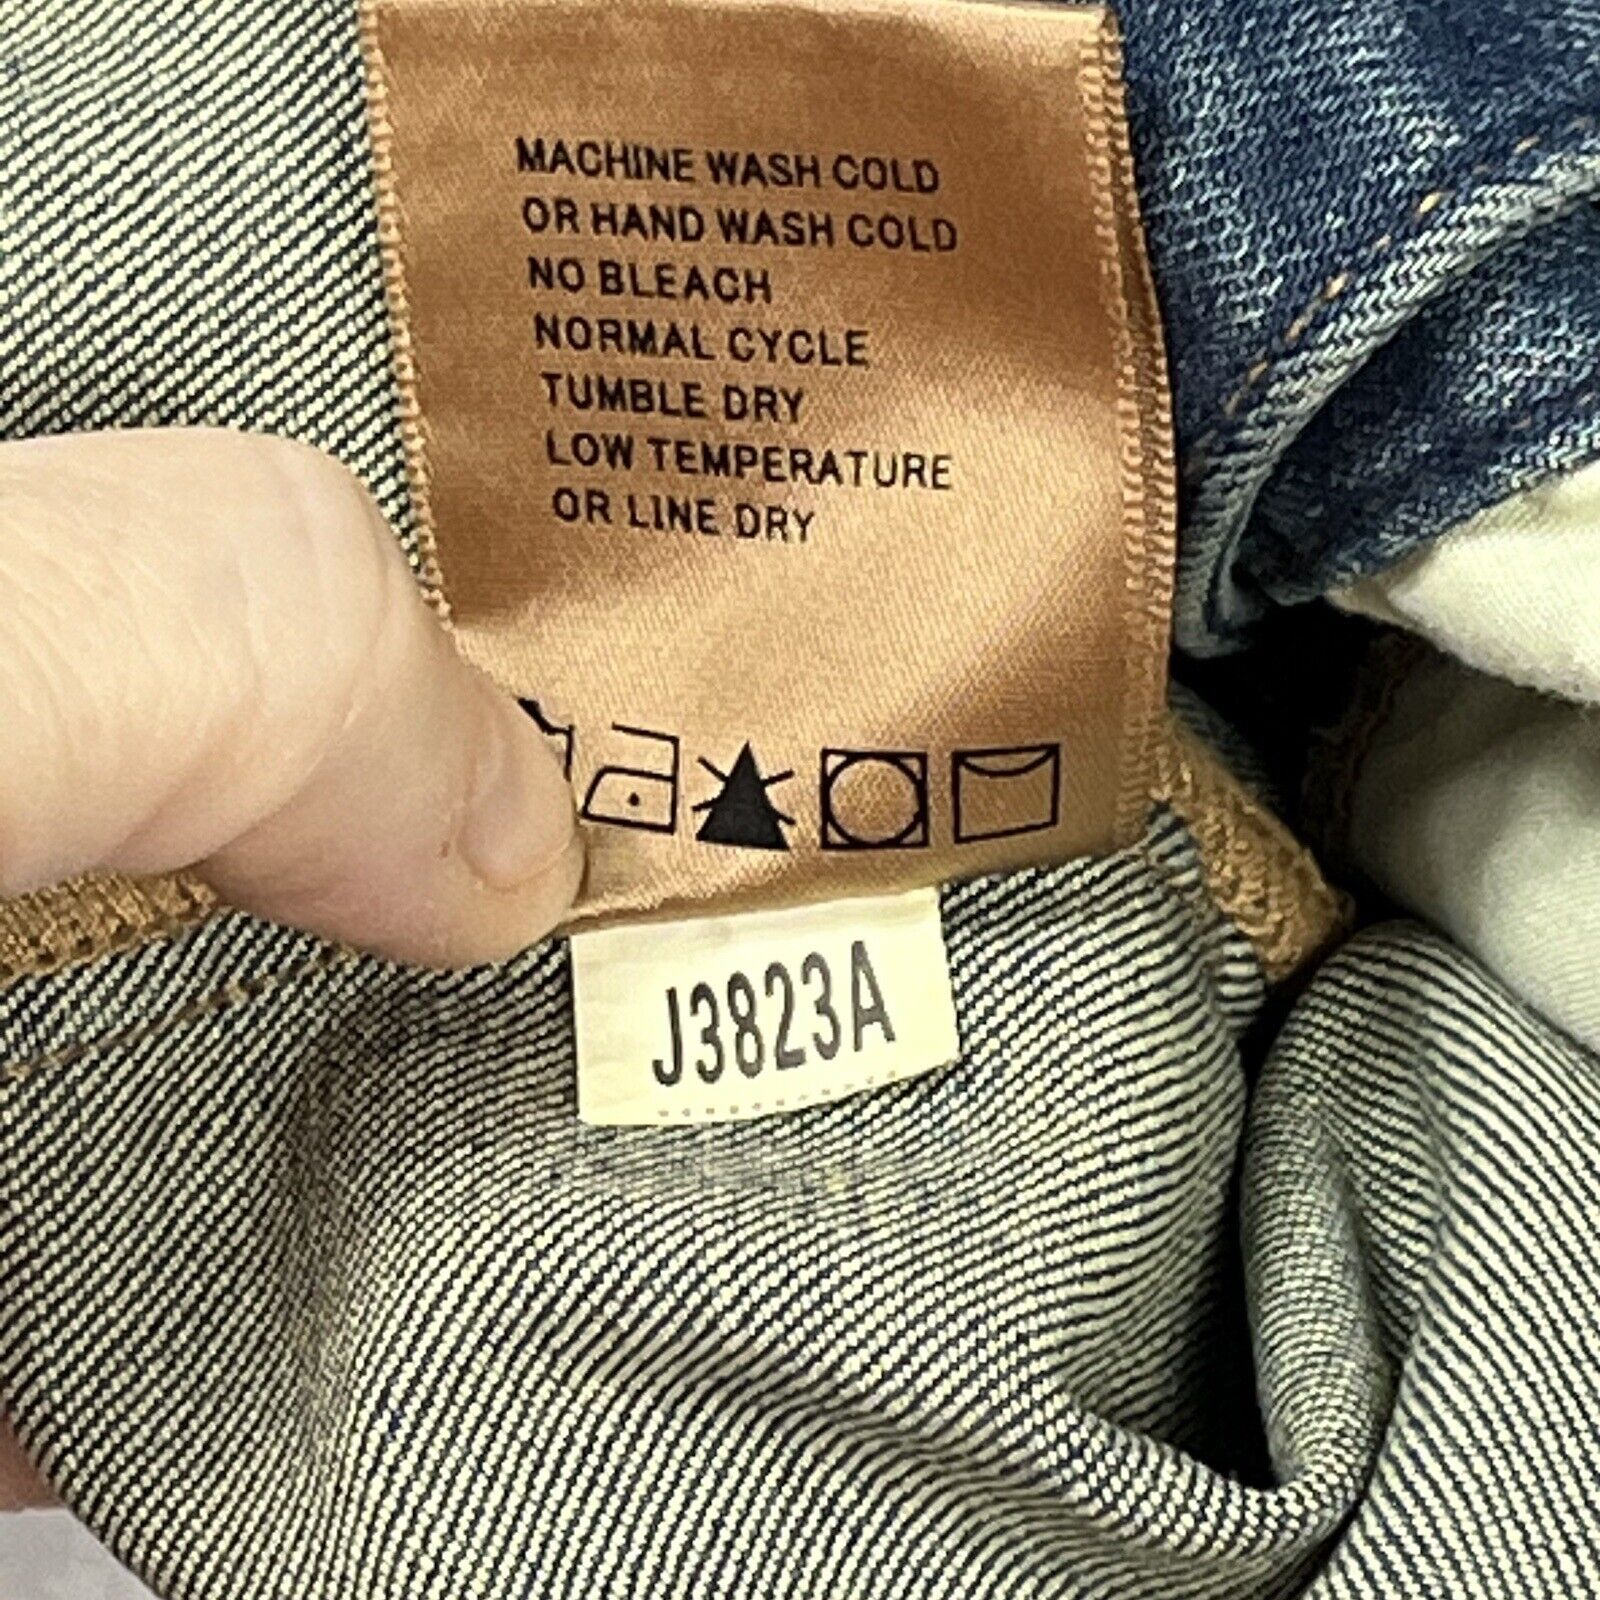 MACHINE WASH COLD
OR HAND WASH COLD
NO BLEACH
NORMAL CYCLE
TUMBLE DRY
LOW TEMPERATURE
OR LINE DRY
J3823A